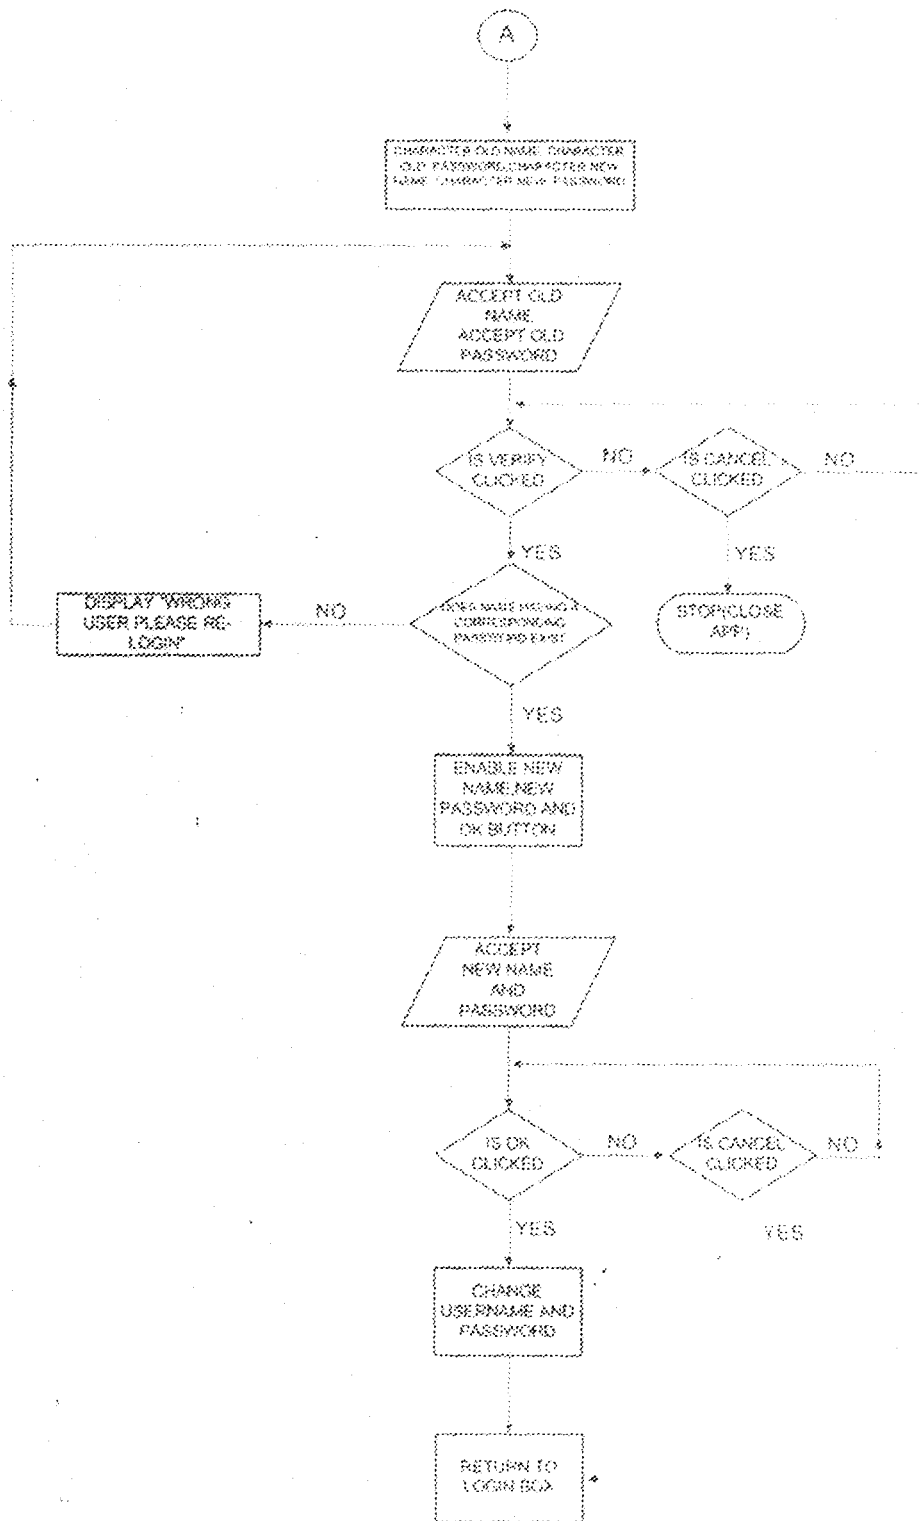 A
CHARACTER OLD NAME, CHARACTER
OLD PASSWORD,CHARACTER NEW
NAME, CHARACTER NEW PASSWORD
ACCEPT OLD
NAME,
ACCEPT OLD
PASSWORD
IS VERIFY
CLICKED
NO
IS CANCEL
CLICKED
NO
YES
YES
STOP(CLOSE
APP)
DOES NAME HAVING A
CORRESPONDING
PASSWORD EXIST
NO
DISPLAY "WRONG
USER PLEASE RE-
LOGIN"
YES
ENABLE NEW
NAME,NEW
PASSWORD AND
OK BUTTON
ACCEPT
NEW NAME
AND
PASSWORD
IS OK
CLICKED
NO
IS CANCEL
CLICKED
NO
YES
YES
CHANGE
USERNAME AND
PASSWORD
RETURN TO
LOGIN BOX